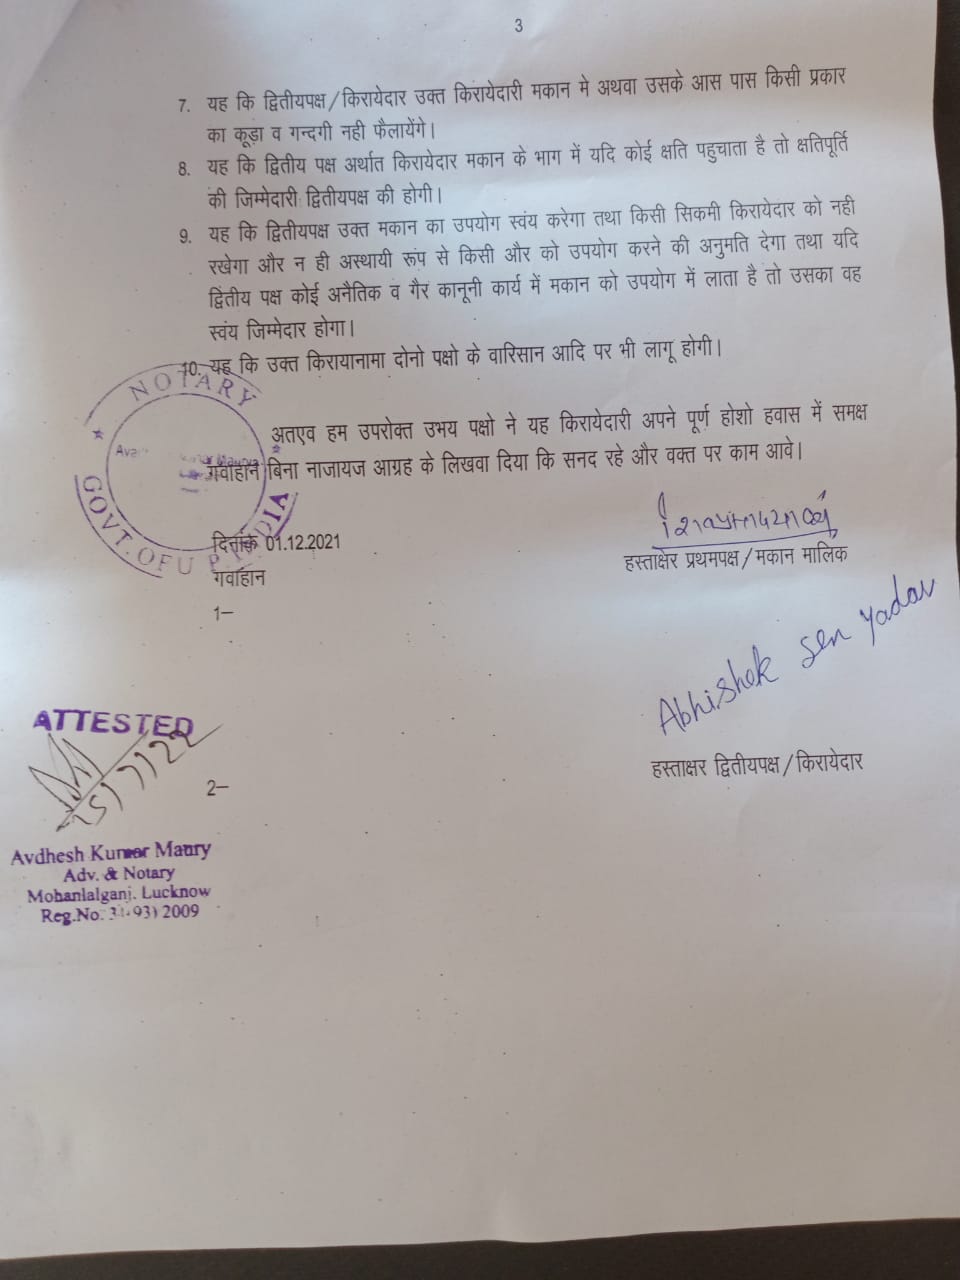 3
7. यह कि द्वितीयपक्ष/किरायेदार उक्त किरायेदारी मकान मे अथवा उसके आस पास किसी प्रकार
का कूड़ा व गन्दगी नही फैलायेंगे।
8. यह कि द्वितीय पक्ष अर्थात किरायेदार मकान के भाग में यदि कोई क्षति पहुचाता है तो क्षतिपूर्ति
की जिम्मेदारी द्वितीयपक्ष की होगी।
9. यह कि द्वितीयपक्ष उक्त मकान का उपयोग स्वंय करेगा तथा किसी सिकमी किरायेदार को नही
रखेगा और न ही अस्थायी रूप से किसी और को उपयोग करने की अनुमति देगा तथा यदि
द्वितीय पक्ष कोई अनैतिक व गैर कानूनी कार्य में मकान को उपयोग में लाता है तो उसका वह
स्वंय जिम्मेदार होगा।
10. यह कि उक्त किरायानामा दोनो पक्षो के वारिसान आदि पर भी लागू होगी।
NOTARY
GOVT. OF U.P. INDIA
अतएव हम उपरोक्त उभय पक्षो ने यह किरायेदारी अपने पूर्ण होशो हवास में समक्ष
गवाहान बिना नाजायज आग्रह के लिखवा दिया कि सनद रहे और वक्त पर काम आवे।
दिनांक 01.12.2021
हस्ताक्षेर प्रथमपक्ष/मकान मालिक
गवाहान
1–
Abhishek Sen Yadav
ATTESTED
25/7/22
2–
हस्ताक्षर द्वितीयपक्ष/किरायेदार
Avdhesh Kumar Maury
Adv. & Notary
Mohanlalganj. Lucknow
Reg.No. 2009